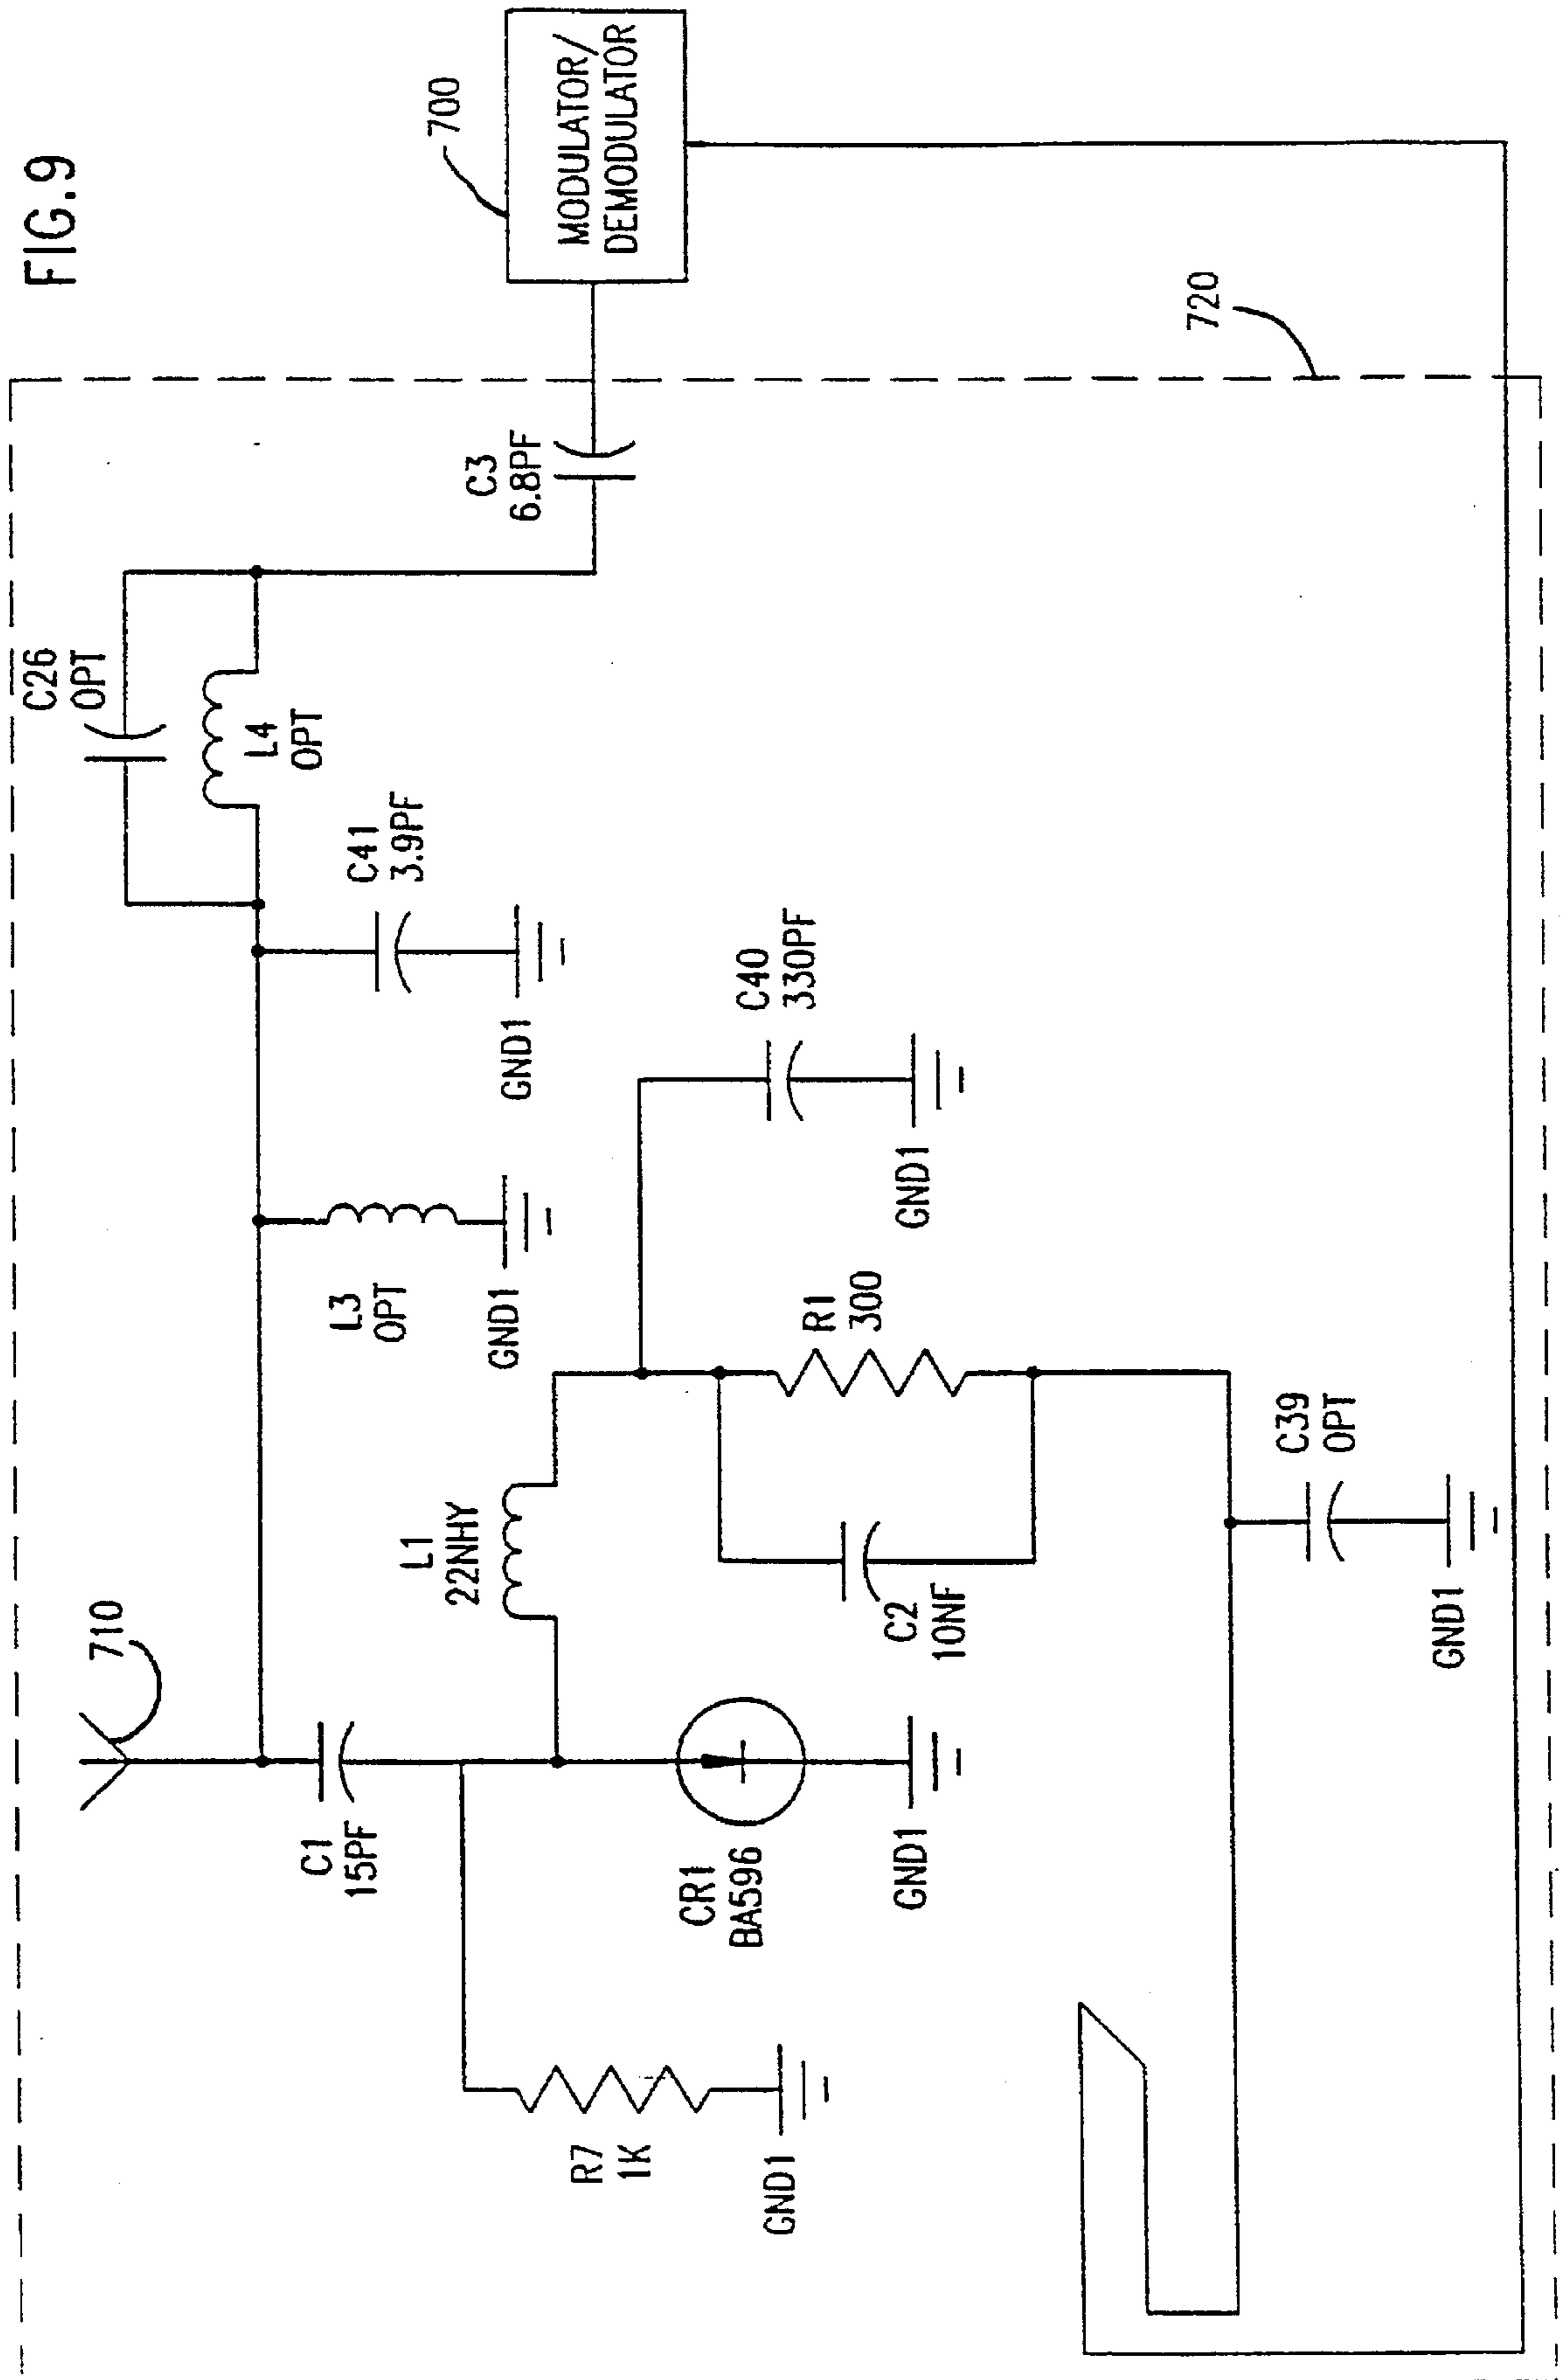 FIG.9
700
MODULATOR/
DEMODULATOR
720
C3
6.8PF
C26
OPT
L4
OPT
C41
3.9PF
GND1
C40
330PF
GND1
L3
OPT
GND1
R1
300
C39
OPT
GND1
L1
22NHY
C2
10NF
710
C1
15PF
CR1
BA596
GND1
R7
1K
GND1